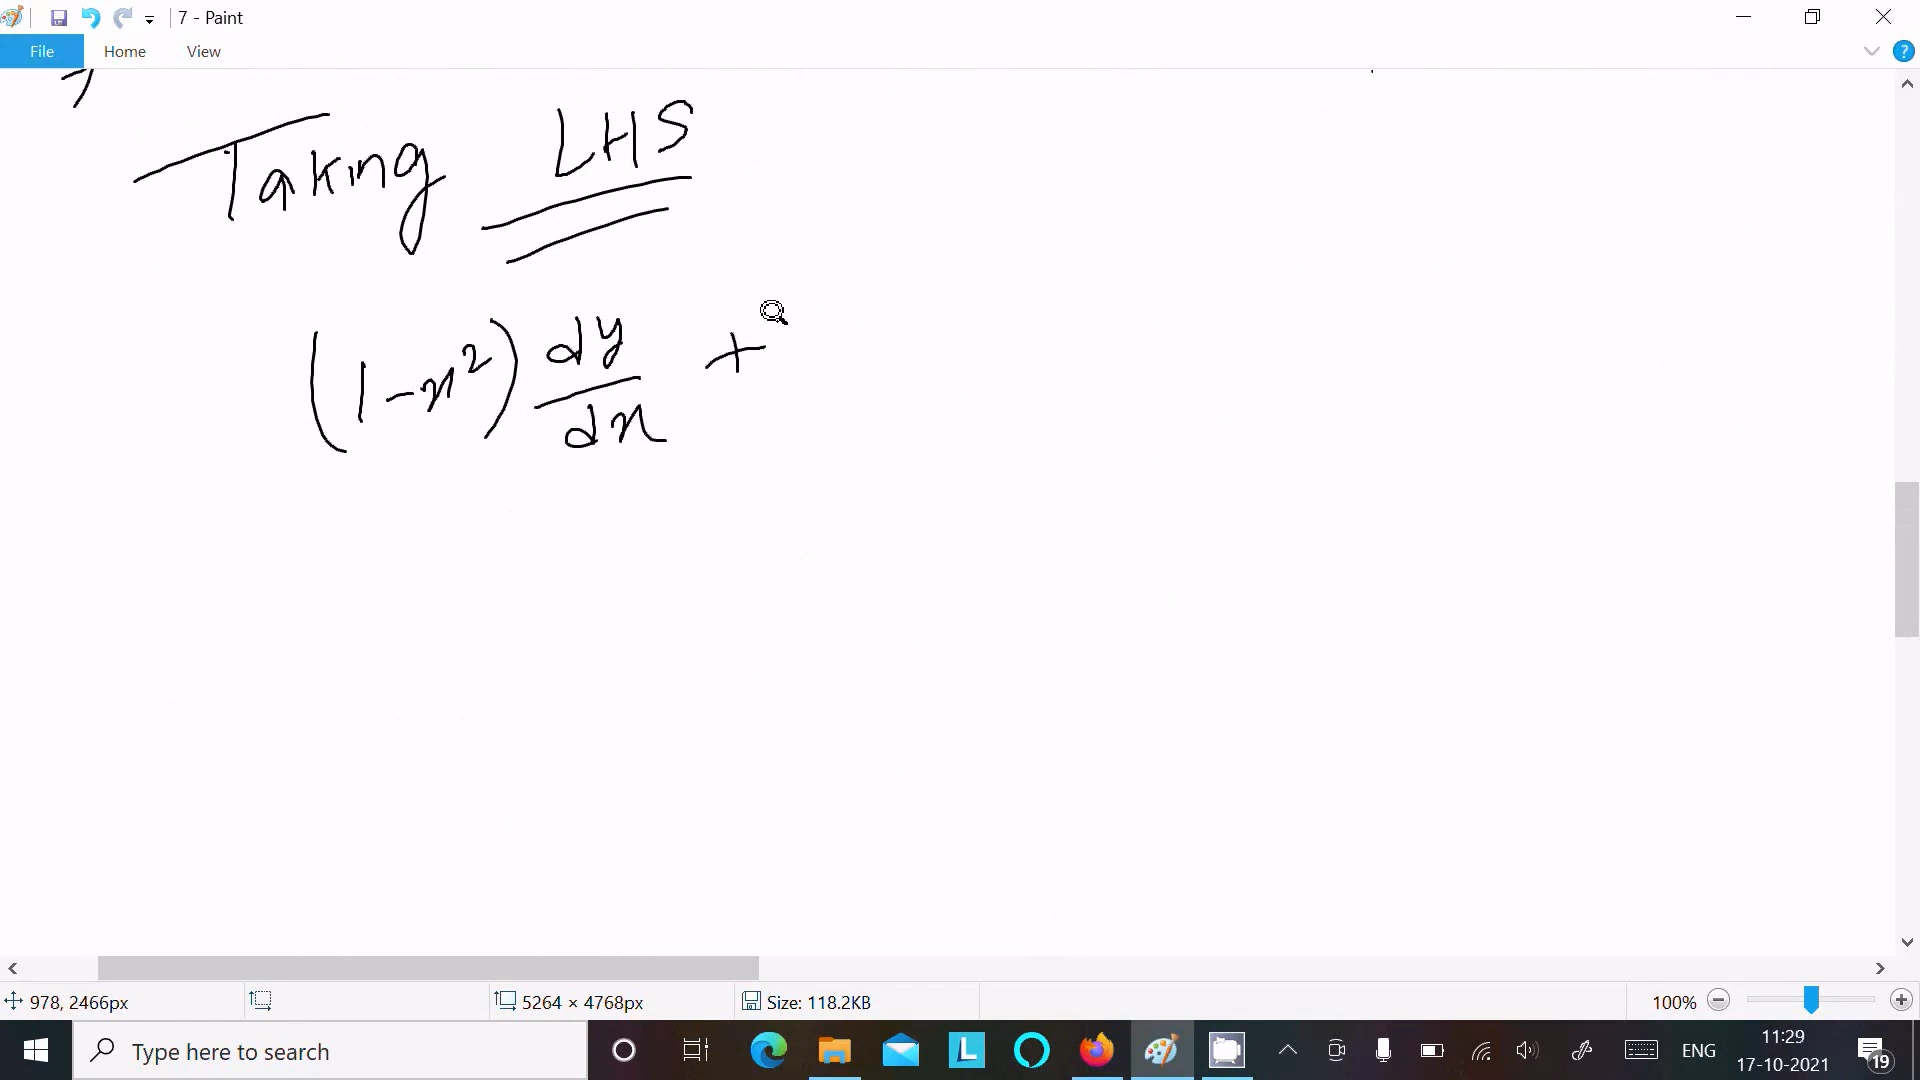 7 - Paint
File Home View
Taking LHS
(1-x²) dy/dx +
978, 2466px 5264 × 4768px Size: 118.2KB 100%
Type here to search L ENG 11:29
17-10-2021 19